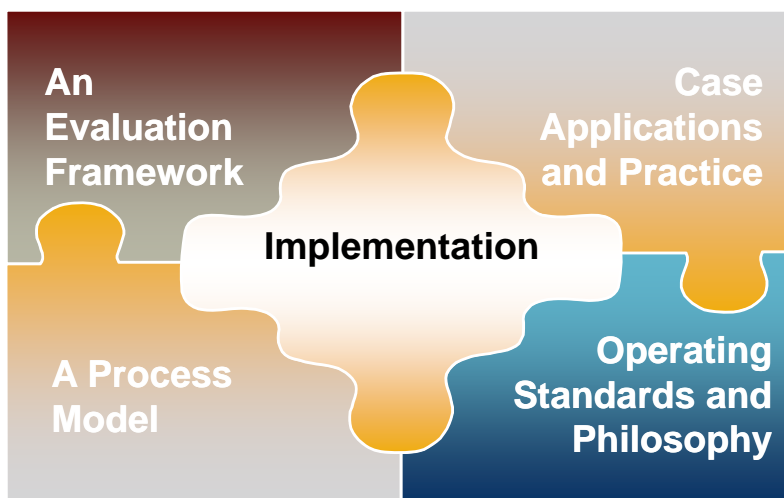 An
Evaluation
Framework
Case
Applications
and Practice
Implementation
A Process
Model
Operating
Standards and
Philosophy